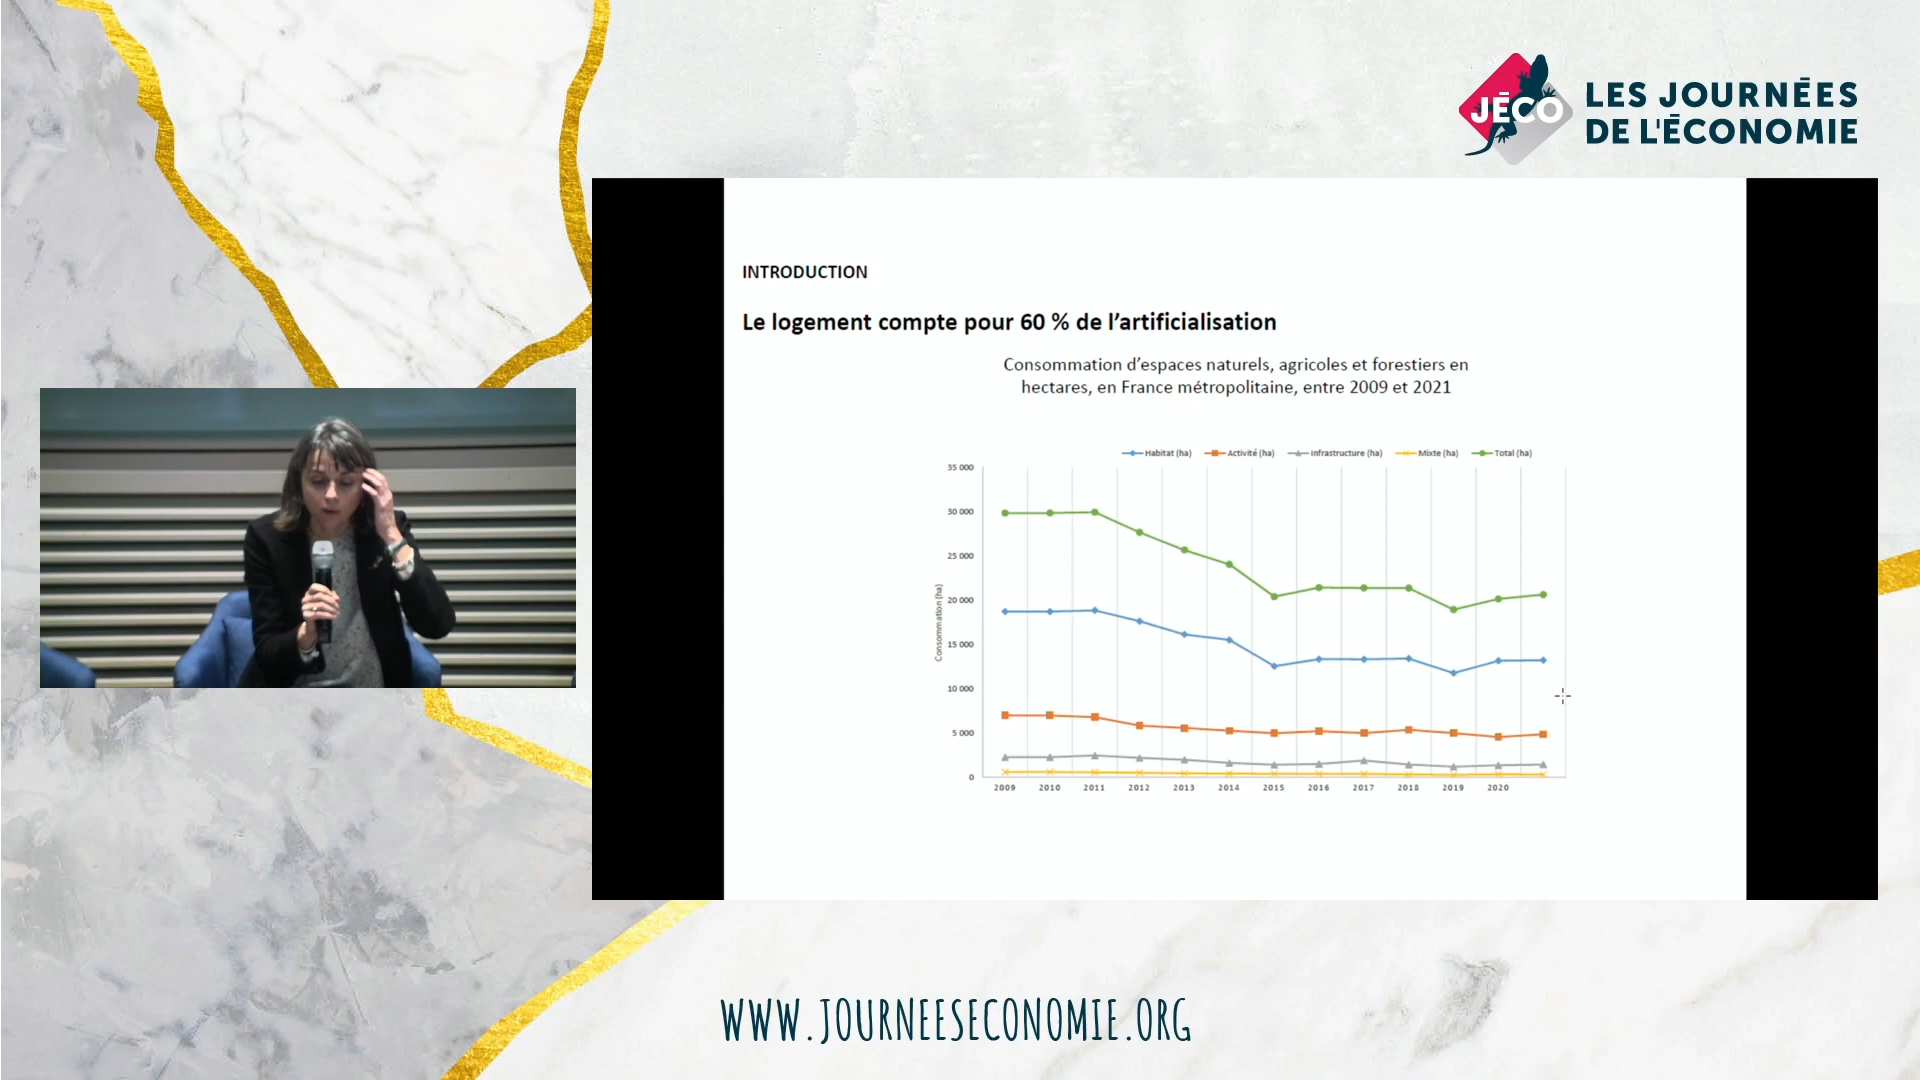 JÉCO
LES JOURNÉES
DE L'ÉCONOMIE
INTRODUCTION
Le logement compte pour 60 % de l'artificialisation
Consommation d'espaces naturels, agricoles et forestiers en
hectares, en France métropolitaine, entre 2009 et 2021
Habitat (ha) Activité (ha) Infrastructure (ha) Mixte (ha) Total (ha)
Consommation (ha)
35 000
30 000
25 000
20 000
15 000
10 000
5 000
0
2009 2010 2011 2012 2013 2014 2015 2016 2017 2018 2019 2020
WWW.JOURNEESECONOMIE.ORG